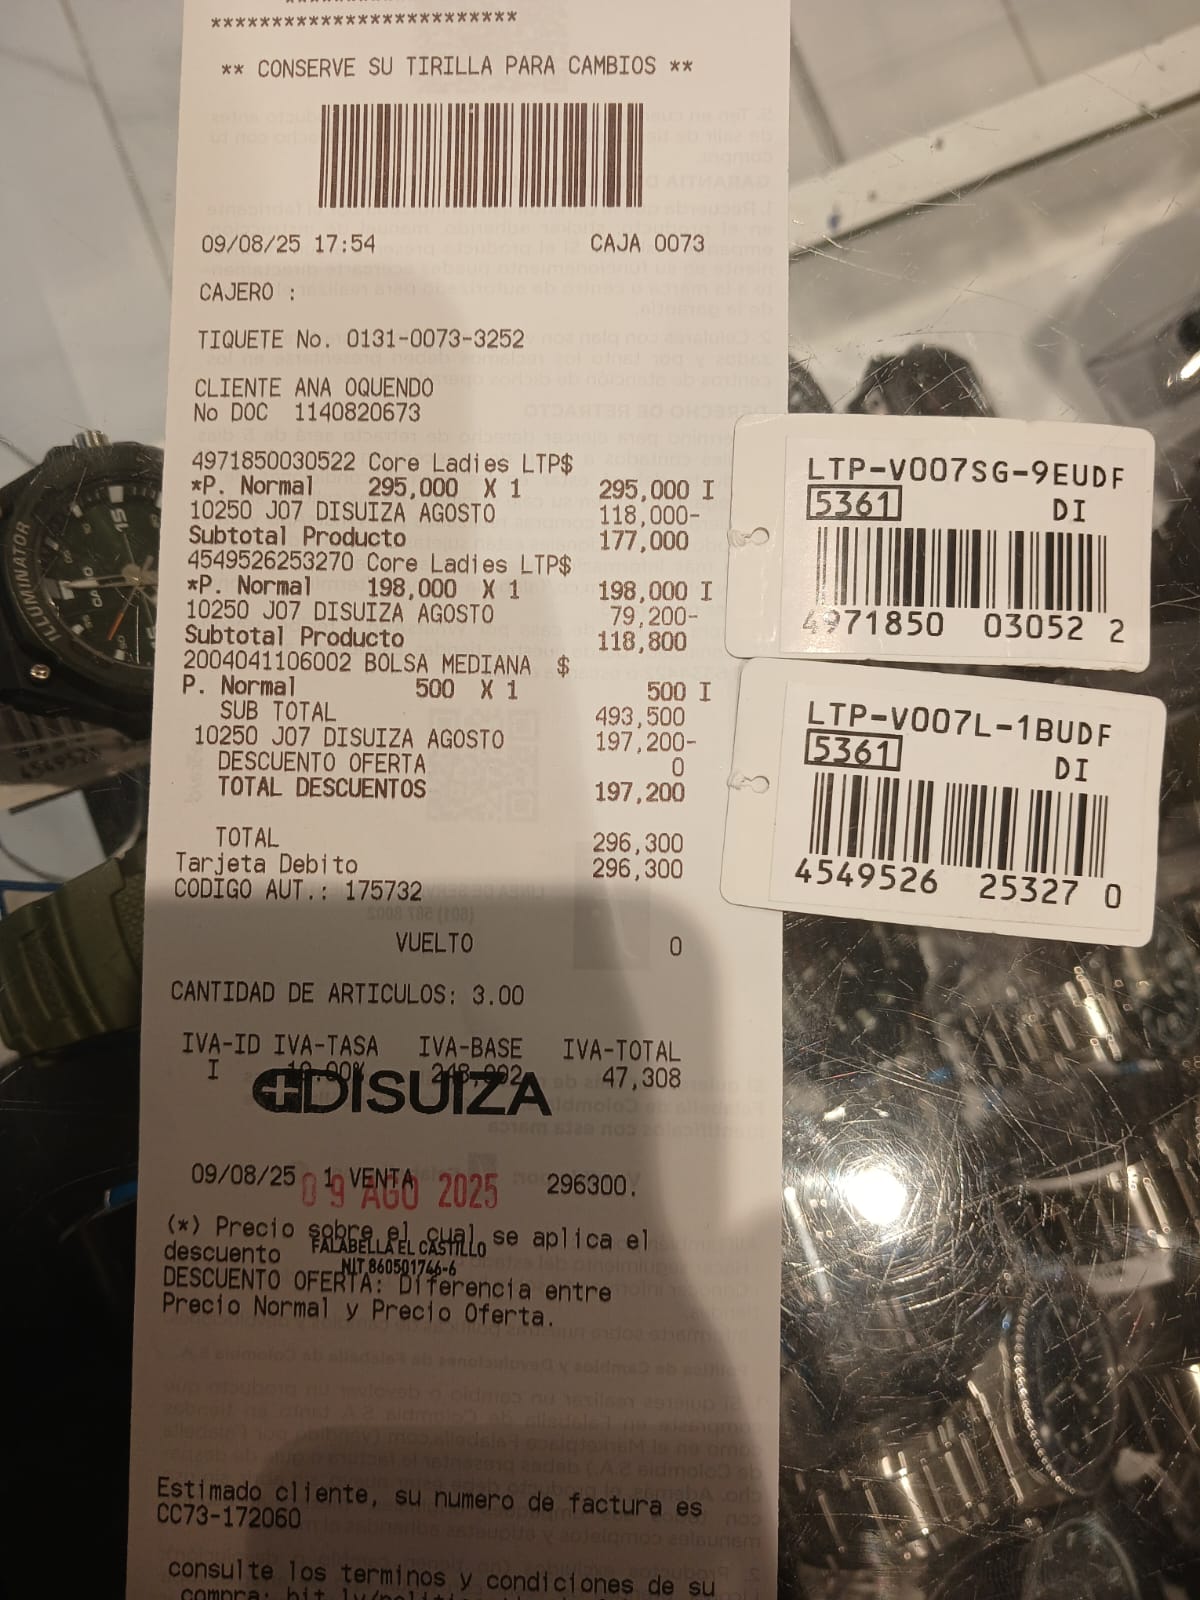 *************************
** CONSERVE SU TIRILLA PARA CAMBIOS **
09/08/25 17:54 CAJA 0073
CAJERO :
TIQUETE No. 0131-0073-3252
CLIENTE ANA OQUENDO
No DOC 1140820673
4971850030522 Core Ladies LTP$
*P. Normal 295,000 X 1 295,000 I
10250 J07 DISUIZA AGOSTO 118,000-
Subtotal Producto 177,000
4549526253270 Core Ladies LTP$
*P. Normal 198,000 X 1 198,000 I
10250 J07 DISUIZA AGOSTO 79,200-
Subtotal Producto 118,800
2004041106002 BOLSA MEDIANA $
P. Normal 500 X 1 500 I
SUB TOTAL 493,500
10250 J07 DISUIZA AGOSTO 197,200-
DESCUENTO OFERTA 0
TOTAL DESCUENTOS 197,200
TOTAL 296,300
Tarjeta Debito 296,300
CODIGO AUT.: 175732
VUELTO 0
CANTIDAD DE ARTICULOS: 3.00
IVA-ID IVA-TASA IVA-BASE IVA-TOTAL
I 47,308
DISUIZA
09/08/25 1 VENTA 296300.
09 AGO 2025
(*) Precio sobre el cual se aplica el
descuento
FALABELLA EL CASTILLO
NIT.860501746-6
DESCUENTO OFERTA: Diferencia entre
Precio Normal y Precio Oferta.
Estimado cliente, su numero de factura es
CC73-172060
consulte los terminos y condiciones de su
LTP-V007SG-9EUDF
5361 DI
4971850 03052 2
LTP-V007L-1BUDF
5361 DI
4549526 25327 0
ILLUMINATOR
CASIO
15